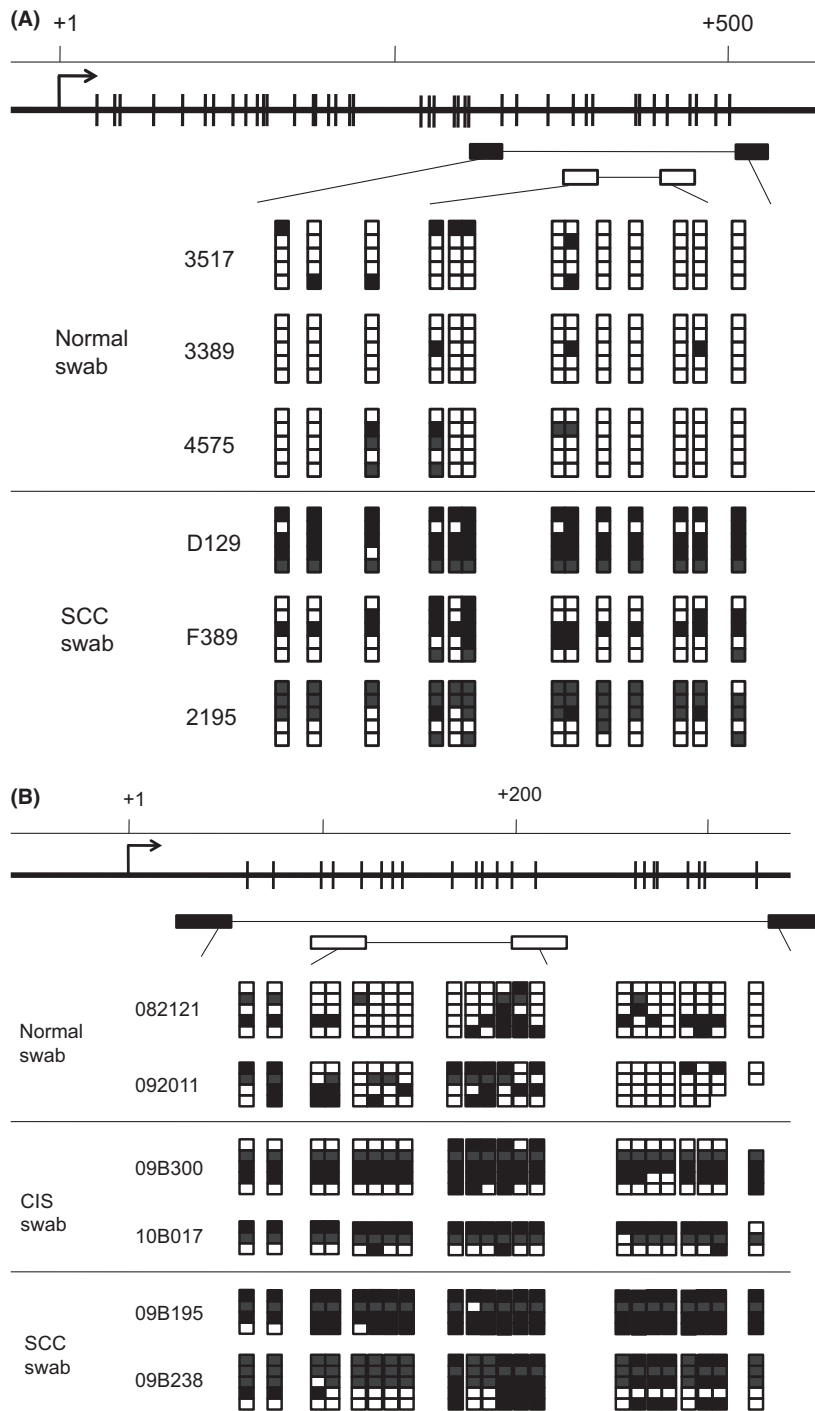 (A)
+1
+500
3517
Normal
swab
3389
4575
D129
SCC
swab
F389
2195
(B)
+1
+200
082121
Normal
swab
092011
09B300
CIS
swab
10B017
09B195
SCC
swab
09B238